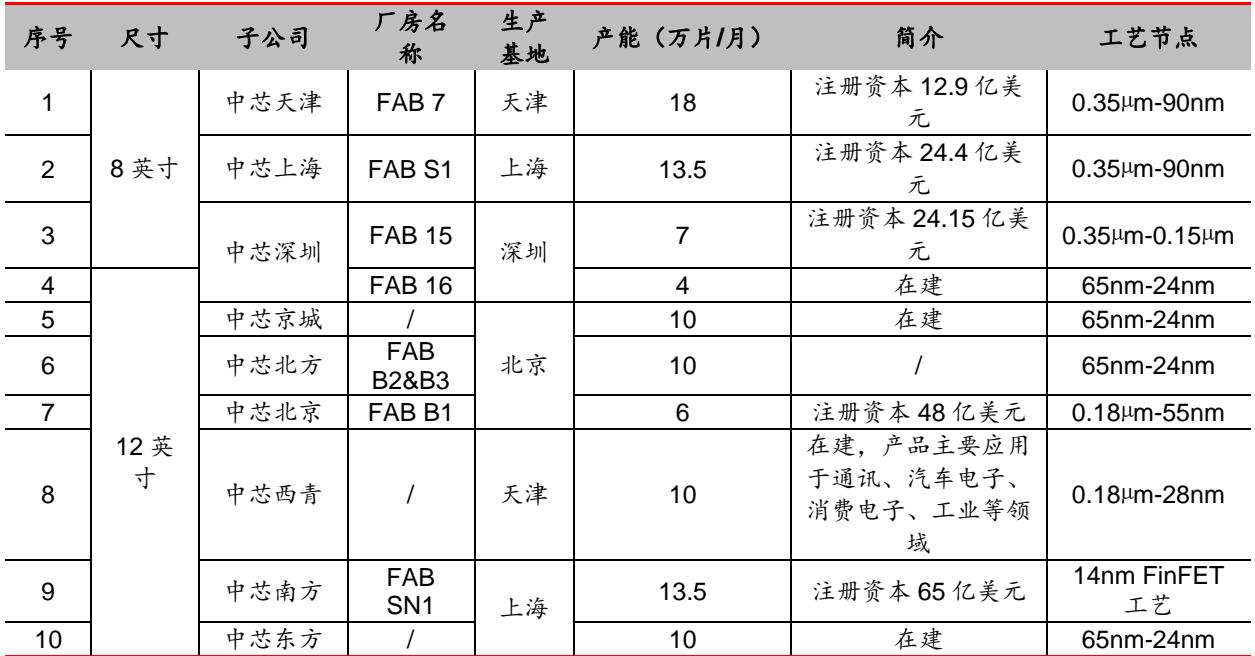 序号 尺寸 子公司 厂房名称 生产基地 产能（万片/月） 简介 工艺节点
1 8 英寸 中芯天津 FAB 7 天津 18 注册资本 12.9 亿美元 0.35μm-90nm
2 中芯上海 FAB S1 上海 13.5 注册资本 24.4 亿美元 0.35μm-90nm
3 中芯深圳 FAB 15 深圳 7 注册资本 24.15 亿美元 0.35μm-0.15μm
4 12 英寸 FAB 16 4 在建 65nm-24nm
5 中芯京城 / 北京 10 在建 65nm-24nm
6 中芯北方 FAB B2&B3 10 / 65nm-24nm
7 中芯北京 FAB B1 6 注册资本 48 亿美元 0.18μm-55nm
8 中芯西青 / 天津 10 在建，产品主要应用于通讯、汽车电子、消费电子、工业等领域 0.18μm-28nm
9 中芯南方 FAB SN1 上海 13.5 注册资本 65 亿美元 14nm FinFET 工艺
10 中芯东方 / 10 在建 65nm-24nm